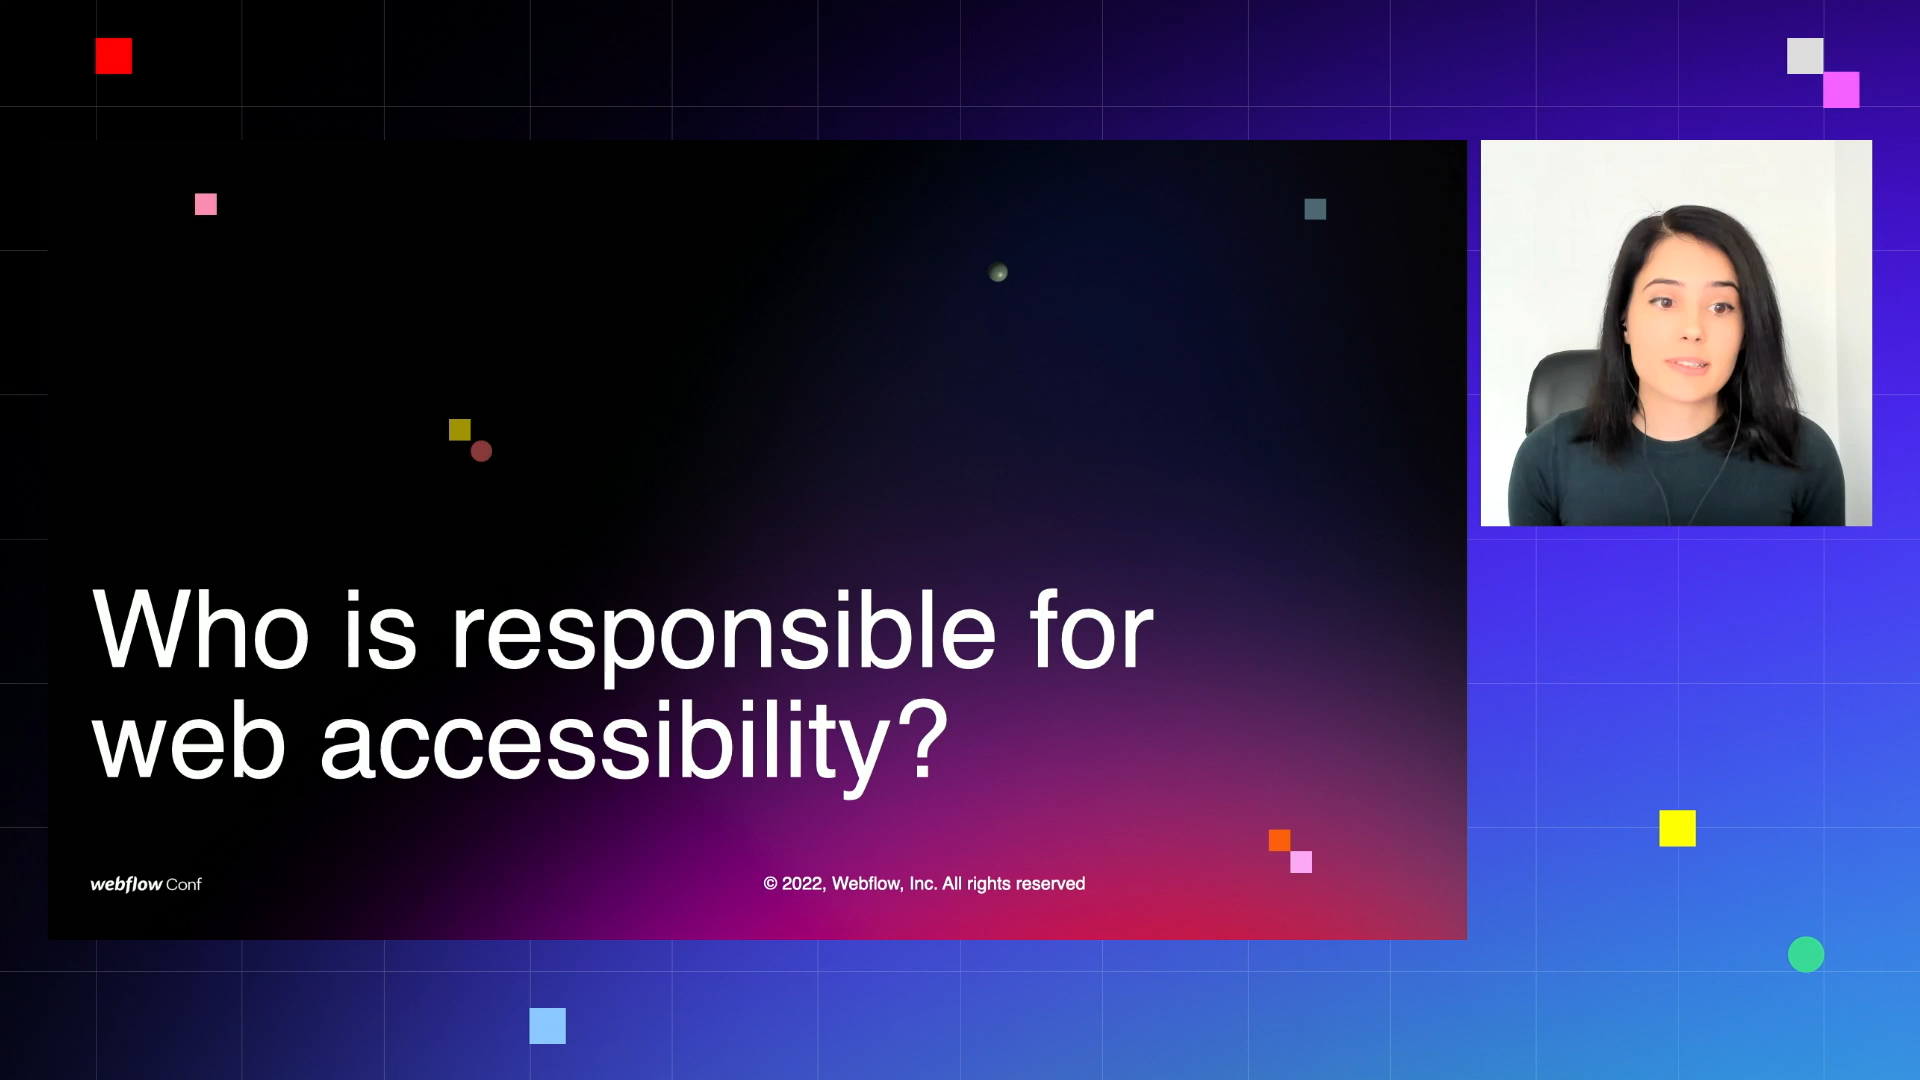 Who is responsible for
web accessibility?
webflow Conf
© 2022, Webflow, Inc. All rights reserved